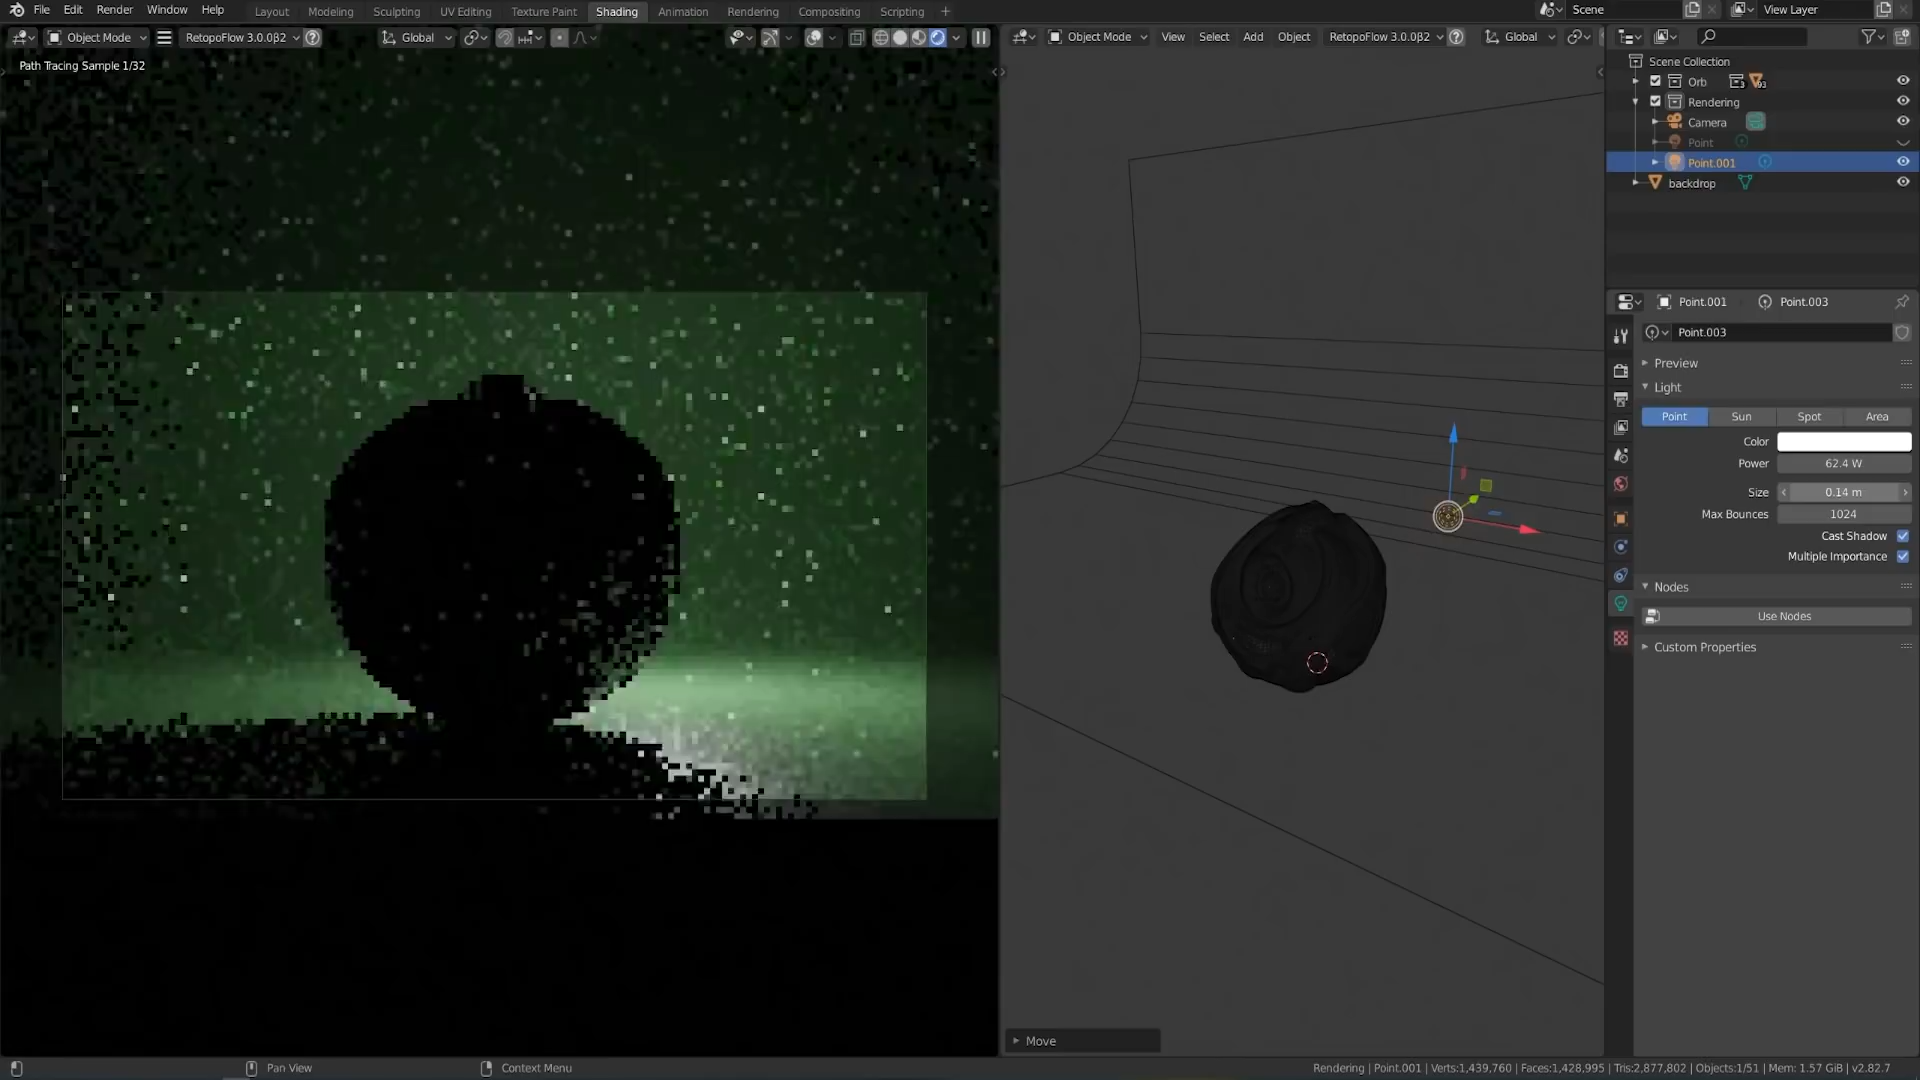 File Edit Render Window Help Layout Modeling Sculpting UV Editing Texture Paint Shading Animation Rendering Compositing Scripting + Scene View Layer
Object Mode RetopoFlow 3.0.0β2 Global
Object Mode View Select Add Object RetopoFlow 3.0.0β2 Global
Path Tracing Sample 1/32
Scene Collection
Orb 3 93
Rendering
Camera
Point
Point.001
backdrop
Point.001 Point.003
Point.003
Preview
Light
Point Sun Spot Area
Color
Power 62.4 W
Size 0.14 m
Max Bounces 1024
Cast Shadow
Multiple Importance
Nodes
Use Nodes
Custom Properties
Move
Pan View Context Menu
Rendering | Point.001 | Verts:1,439,760 | Faces:1,428,995 | Tris:2,877,802 | Objects:1/51 | Mem: 1.57 GiB | v2.82.7